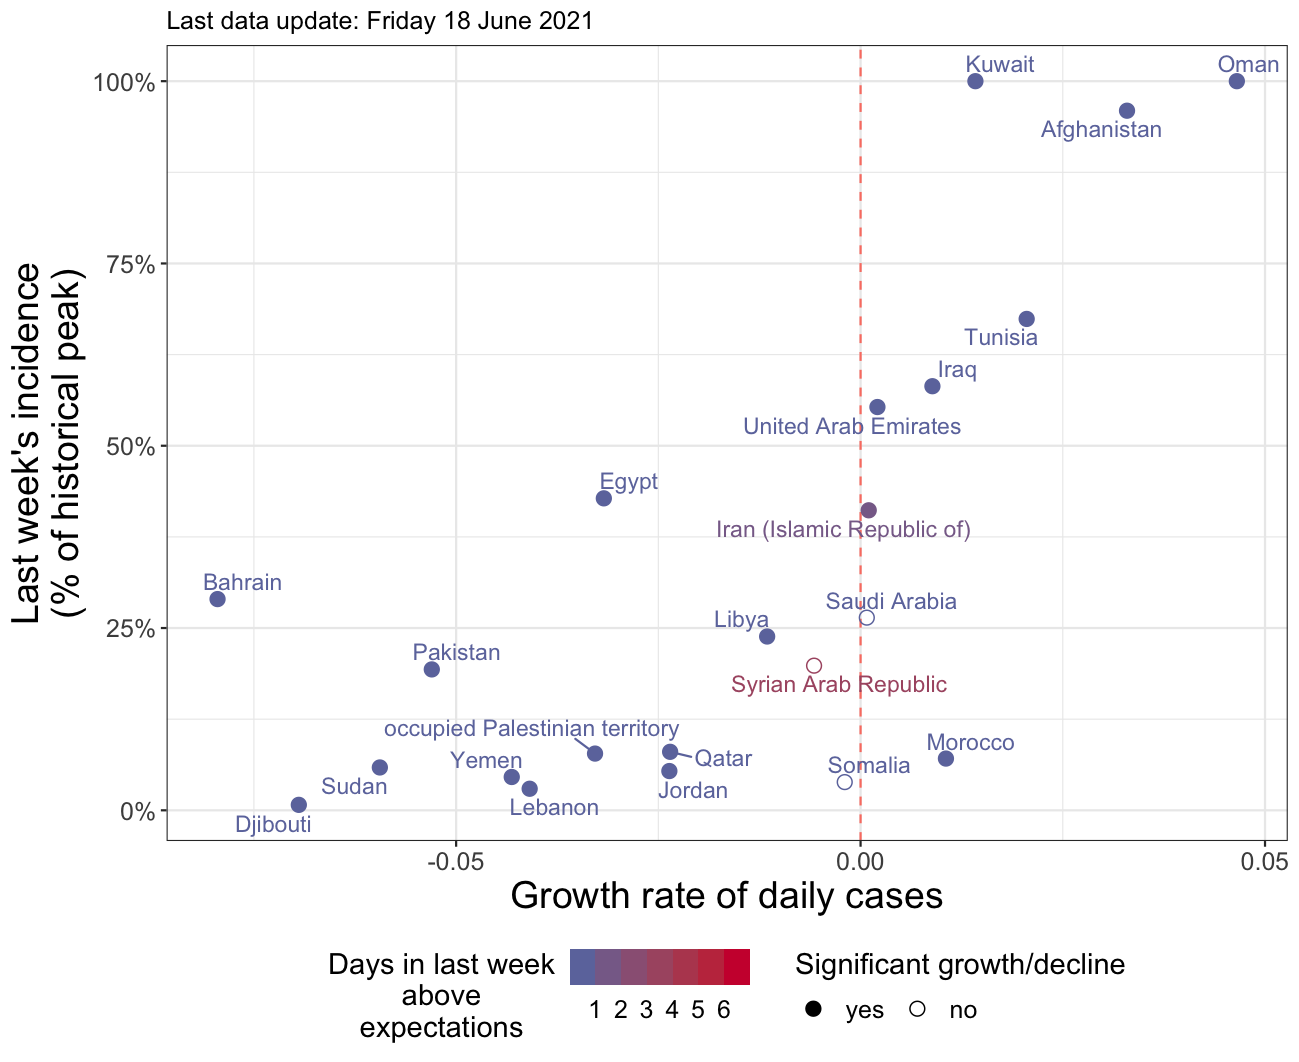 Last data update: Friday 18 June 2021
Last week's incidence
(% of historical peak)
100%
75%
50%
25%
0%
Kuwait
Oman
Afghanistan
Tunisia
Iraq
United Arab Emirates
Egypt
Iran (Islamic Republic of)
Bahrain
Saudi Arabia
Libya
Pakistan
Syrian Arab Republic
occupied Palestinian territory
Morocco
Yemen
Qatar
Somalia
Sudan
Jordan
Lebanon
Djibouti
-0.05
0.00
0.05
Growth rate of daily cases
Days in last week
above
expectations
1 2 3 4 5 6
Significant growth/decline
yes
no